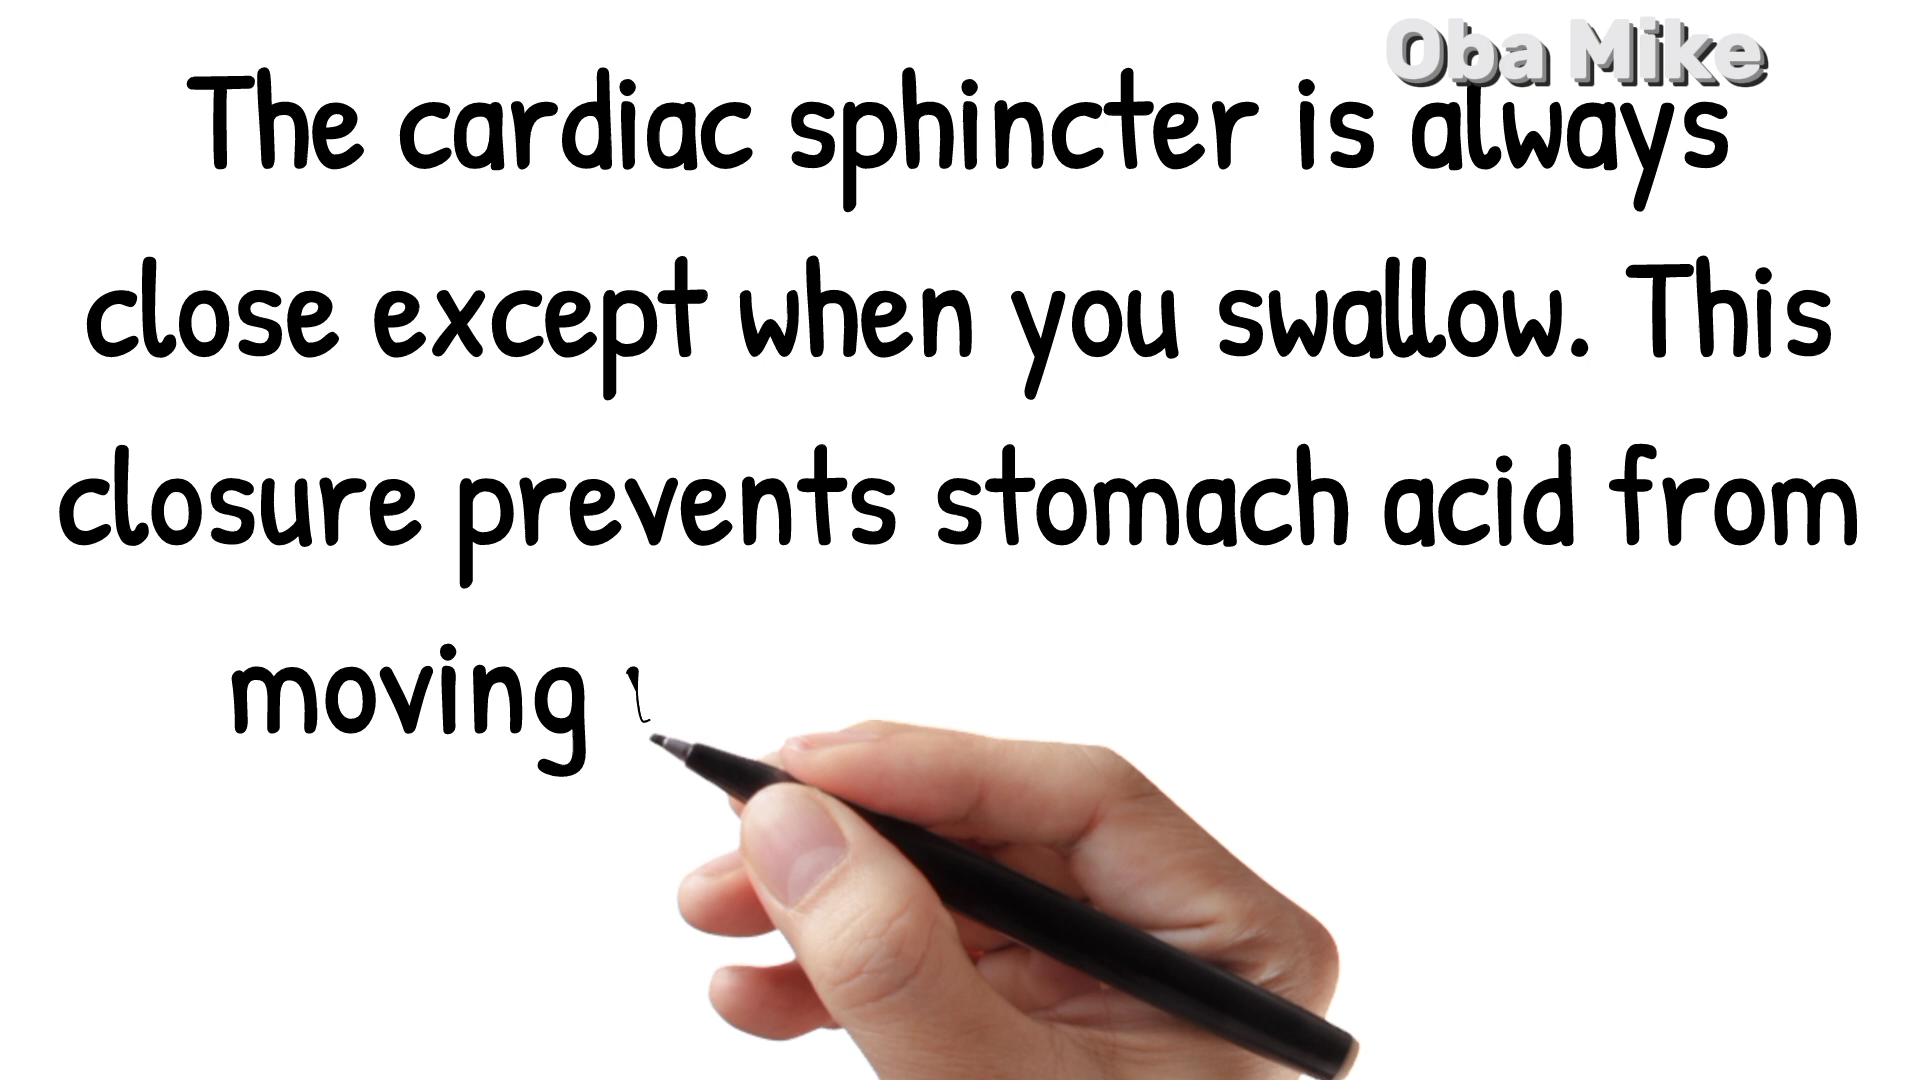 Oba Mike
The cardiac sphincter is always
close except when you swallow. This
closure prevents stomach acid from
moving